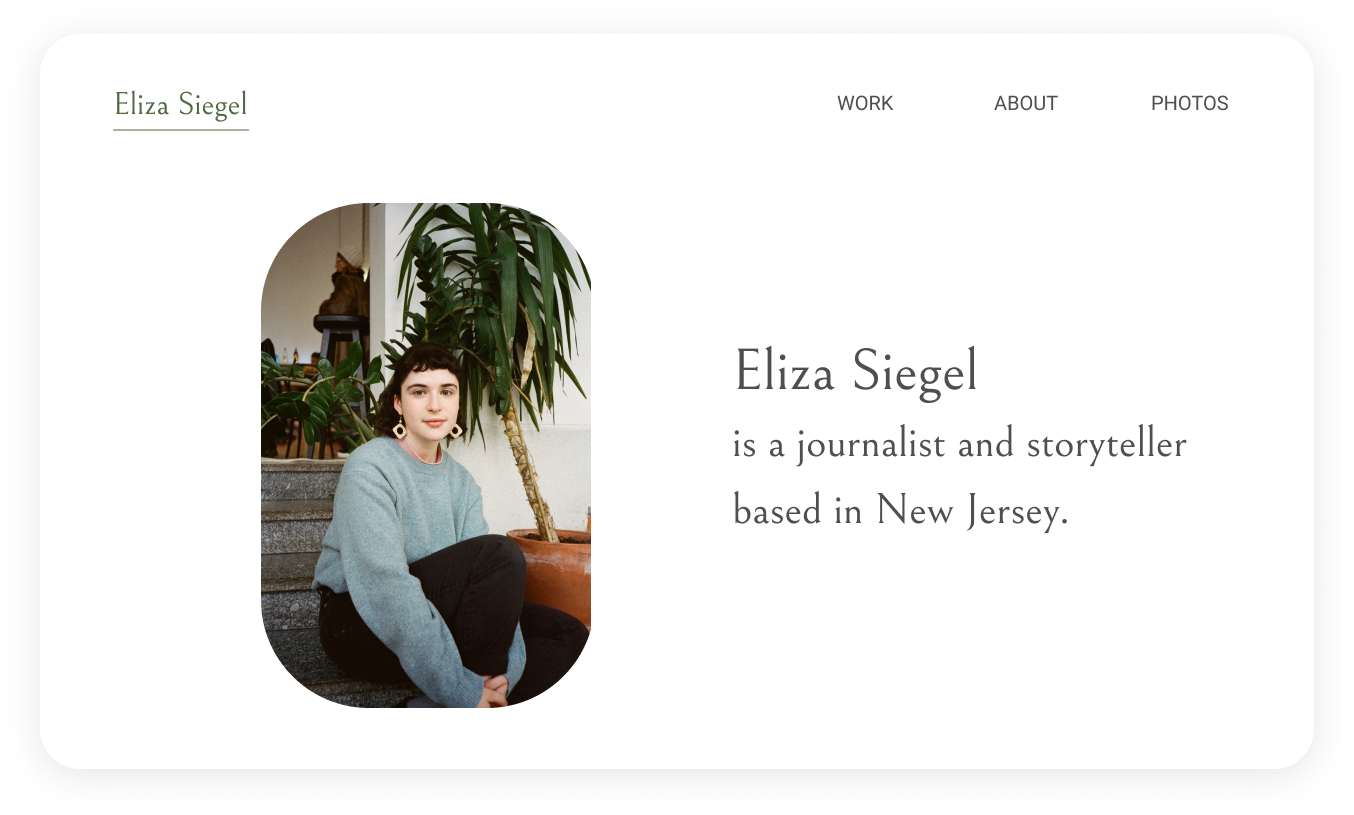 Eliza Siegel
WORK ABOUT PHOTOS
Eliza Siegel
is a journalist and storyteller
based in New Jersey.